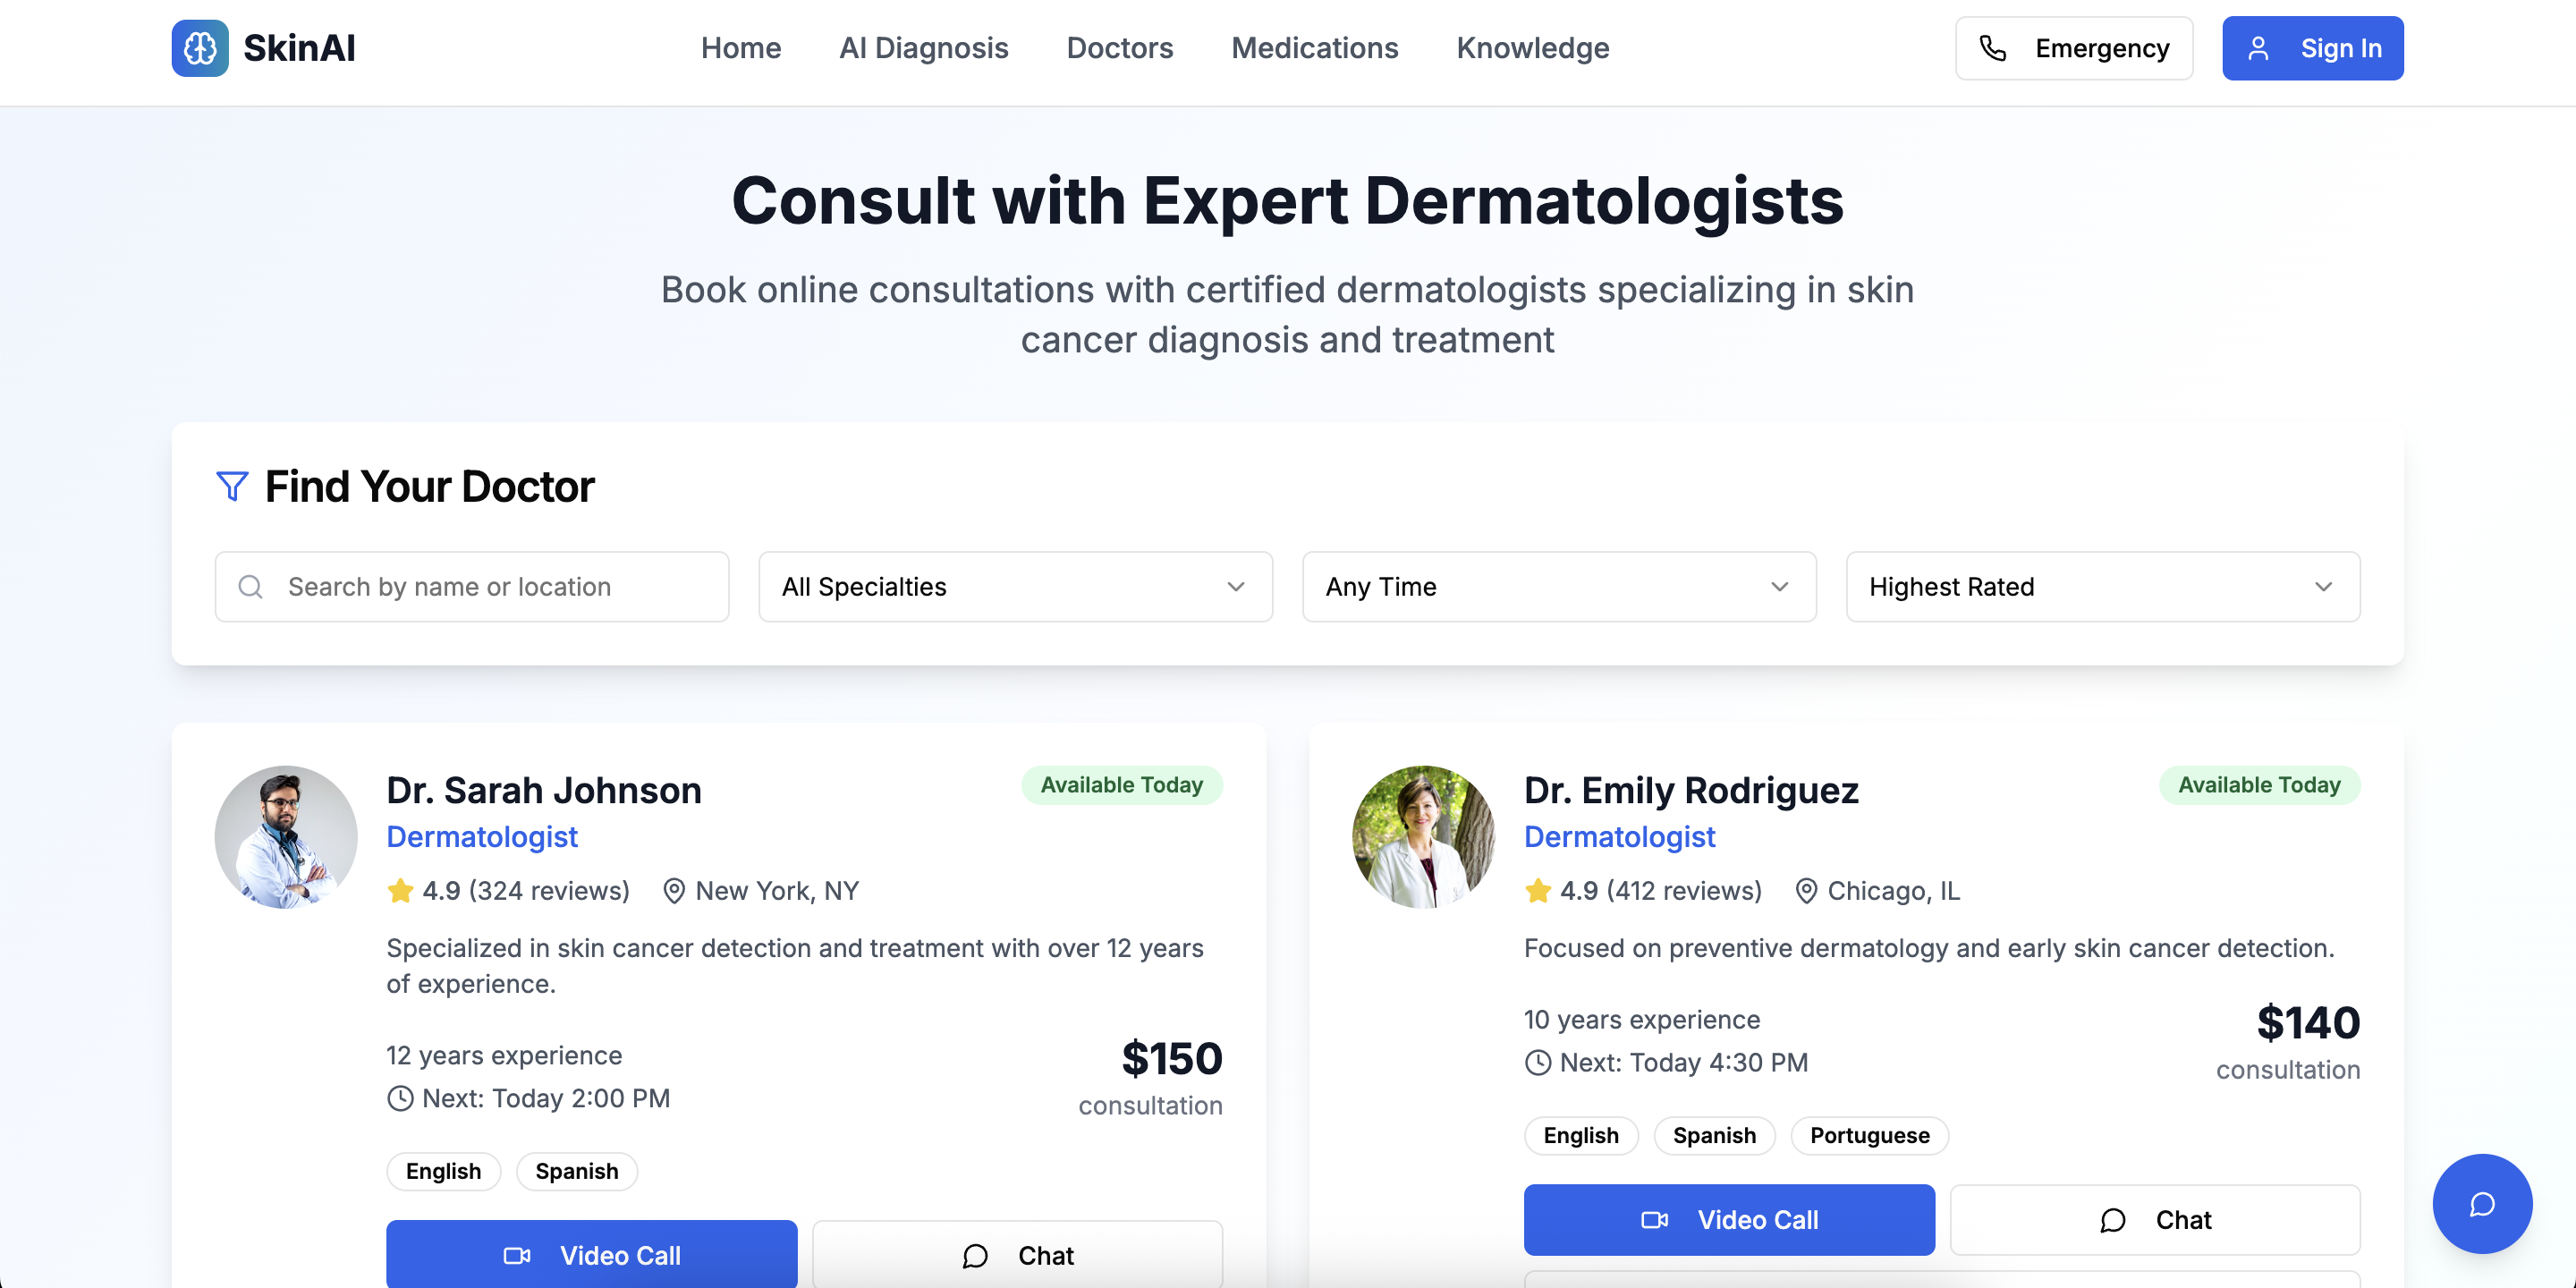 SkinAI
Home
AI Diagnosis
Doctors
Medications
Knowledge
Emergency
Sign In
Consult with Expert Dermatologists
Book online consultations with certified dermatologists specializing in skin
cancer diagnosis and treatment
Find Your Doctor
Search by name or location
All Specialties
Any Time
Highest Rated
Dr. Sarah Johnson
Available Today
Dermatologist
4.9 (324 reviews)
New York, NY
Specialized in skin cancer detection and treatment with over 12 years
of experience.
12 years experience
Next: Today 2:00 PM
$150
consultation
English
Spanish
Video Call
Chat
Dr. Emily Rodriguez
Available Today
Dermatologist
4.9 (412 reviews)
Chicago, IL
Focused on preventive dermatology and early skin cancer detection.
10 years experience
Next: Today 4:30 PM
$140
consultation
English
Spanish
Portuguese
Video Call
Chat